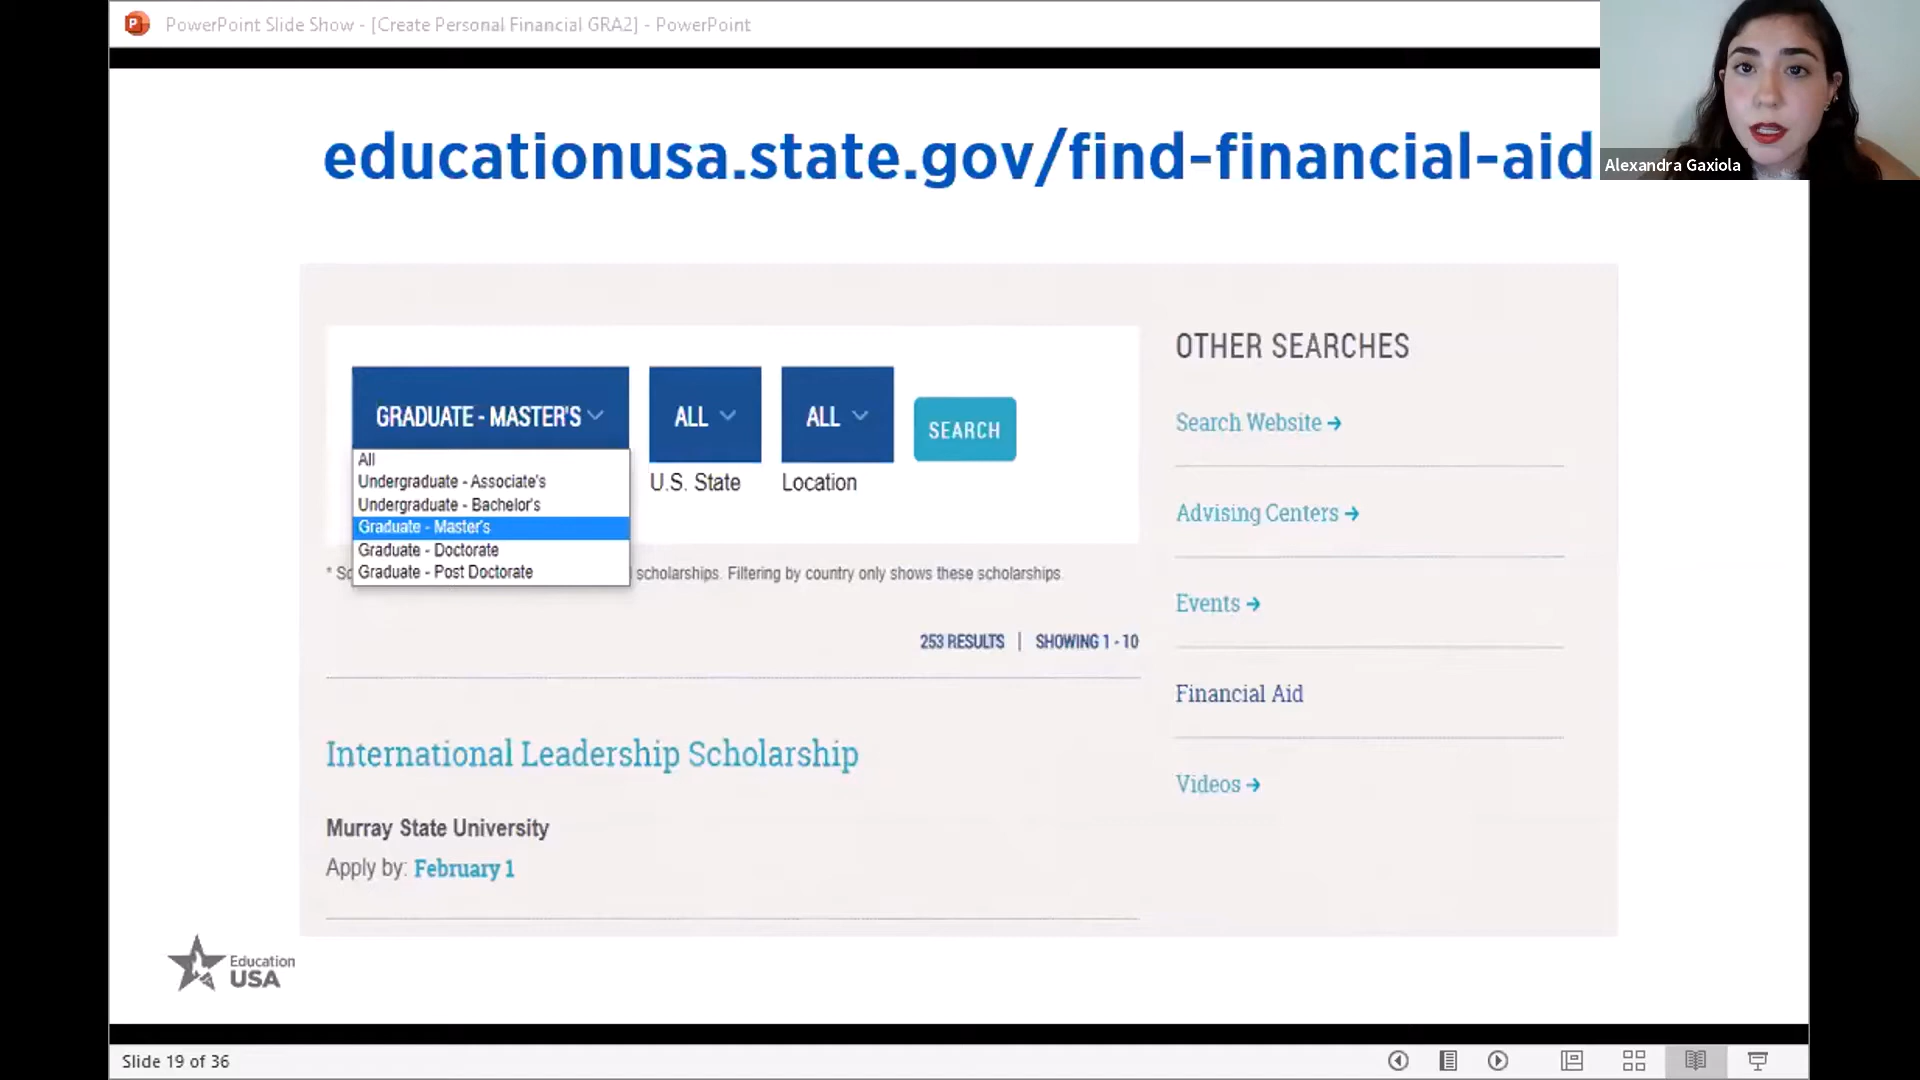 PowerPoint Slide Show - [Create Personal Financial GRA2] - PowerPoint
Alexandra Gaxiola
educationusa.state.gov/find-financial-aid
GRADUATE - MASTER'S
ALL
ALL
SEARCH
U.S. State
Location
All
Undergraduate - Associate's
Undergraduate - Bachelor's
Graduate - Master's
Graduate - Doctorate
Graduate - Post Doctorate
* scholarships. Filtering by country only shows these scholarships.
253 RESULTS | SHOWING 1 - 10
International Leadership Scholarship
Murray State University
Apply by: February 1
OTHER SEARCHES
Search Website →
Advising Centers →
Events →
Financial Aid
Videos →
Education
USA
Slide 19 of 36